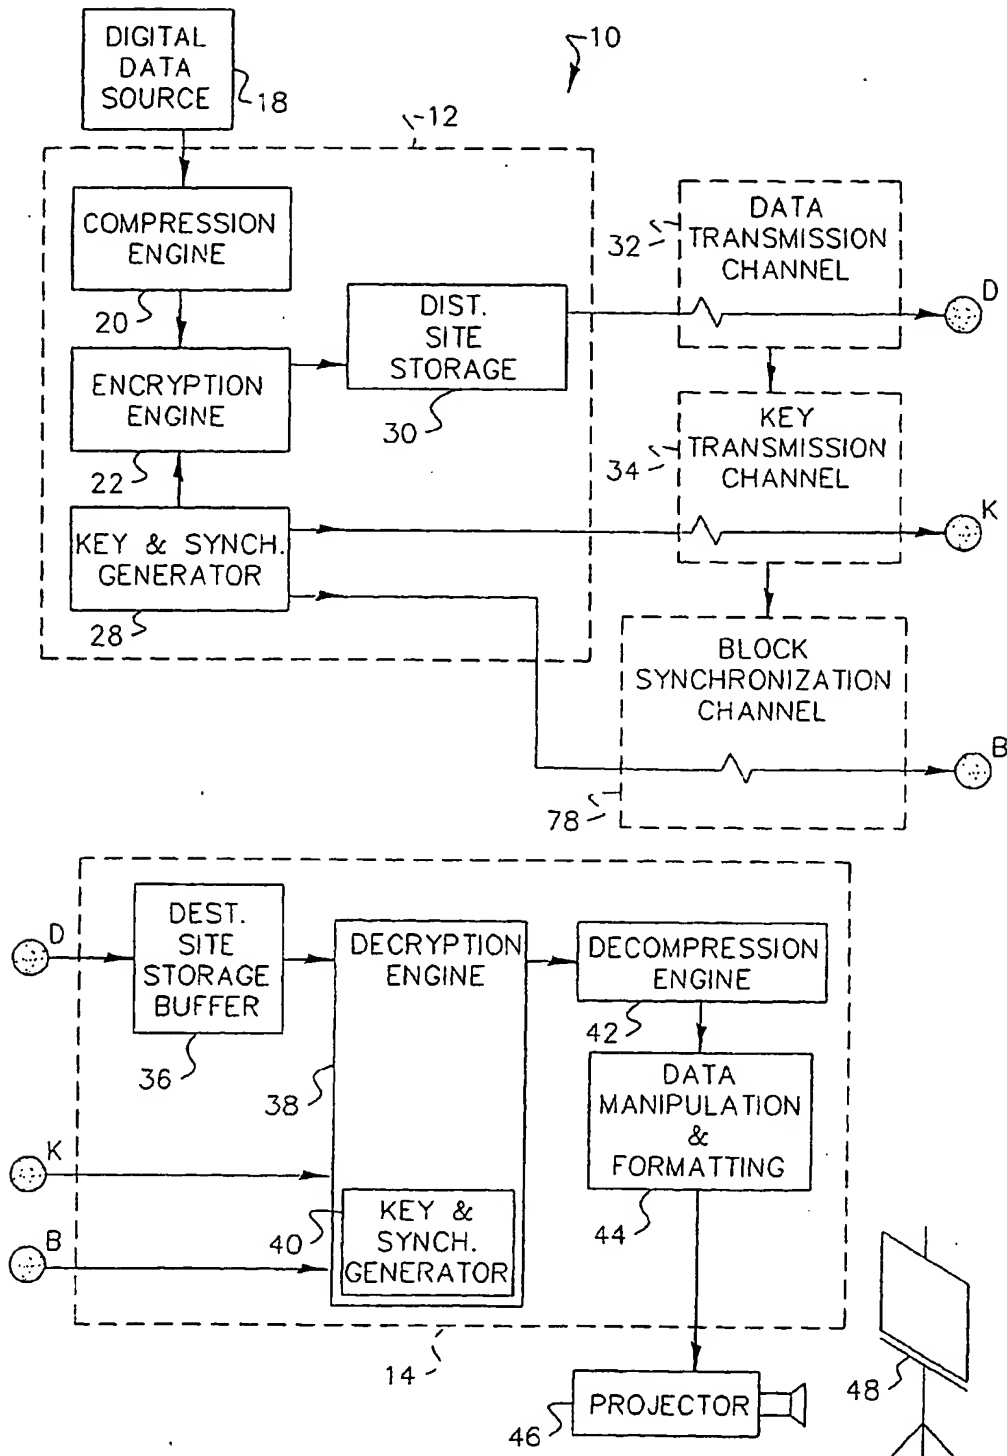 DIGITAL
DATA
SOURCE
18
10
12
COMPRESSION
ENGINE
20
ENCRYPTION
ENGINE
22
KEY & SYNCH.
GENERATOR
28
DIST.
SITE
STORAGE
30
DATA
TRANSMISSION
CHANNEL
32
D
KEY
TRANSMISSION
CHANNEL
34
K
BLOCK
SYNCHRONIZATION
CHANNEL
78
B
D
DEST.
SITE
STORAGE
BUFFER
36
DECRYPTION
ENGINE
38
K
B
40
KEY &
SYNCH.
GENERATOR
DECOMPRESSION
ENGINE
42
DATA
MANIPULATION
&
FORMATTING
44
14
PROJECTOR
46
48